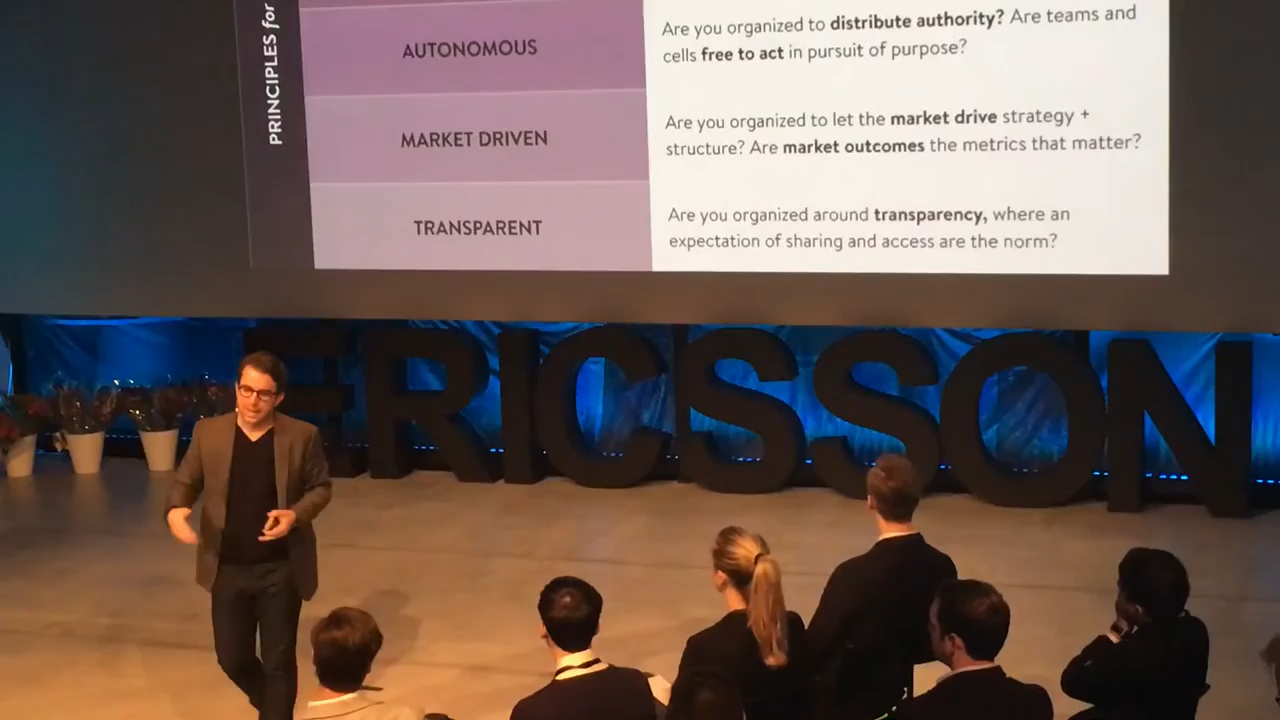 PRINCIPLES for
AUTONOMOUS
Are you organized to distribute authority? Are teams and
cells free to act in pursuit of purpose?
MARKET DRIVEN
Are you organized to let the market drive strategy +
structure? Are market outcomes the metrics that matter?
TRANSPARENT
Are you organized around transparency, where an
expectation of sharing and access are the norm?
ERICSSON